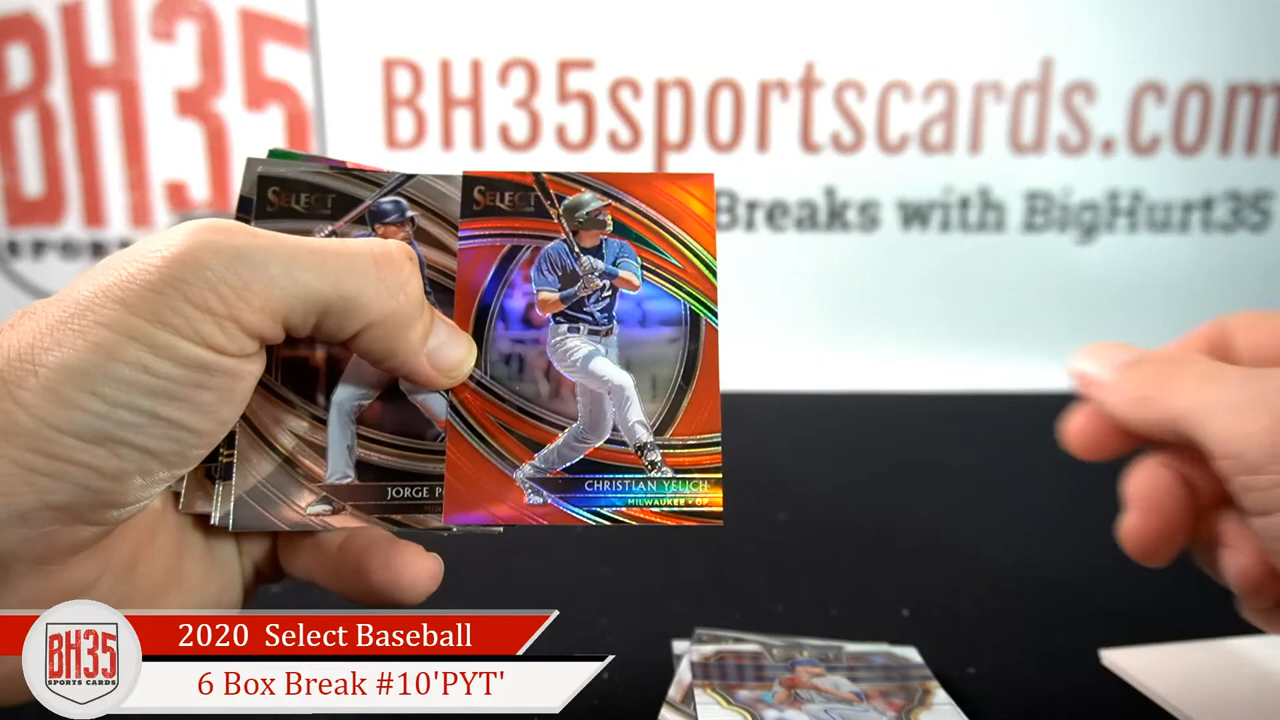 BH35
SPORTS
BH35sportscards.com
Breaks with BigHurt35
SELECT
SELECT
JORGE
CHRISTIAN YELICH
MILWAUKEE • OF
BH35
SPORTS CARDS
2020 Select Baseball
6 Box Break #10'PYT'